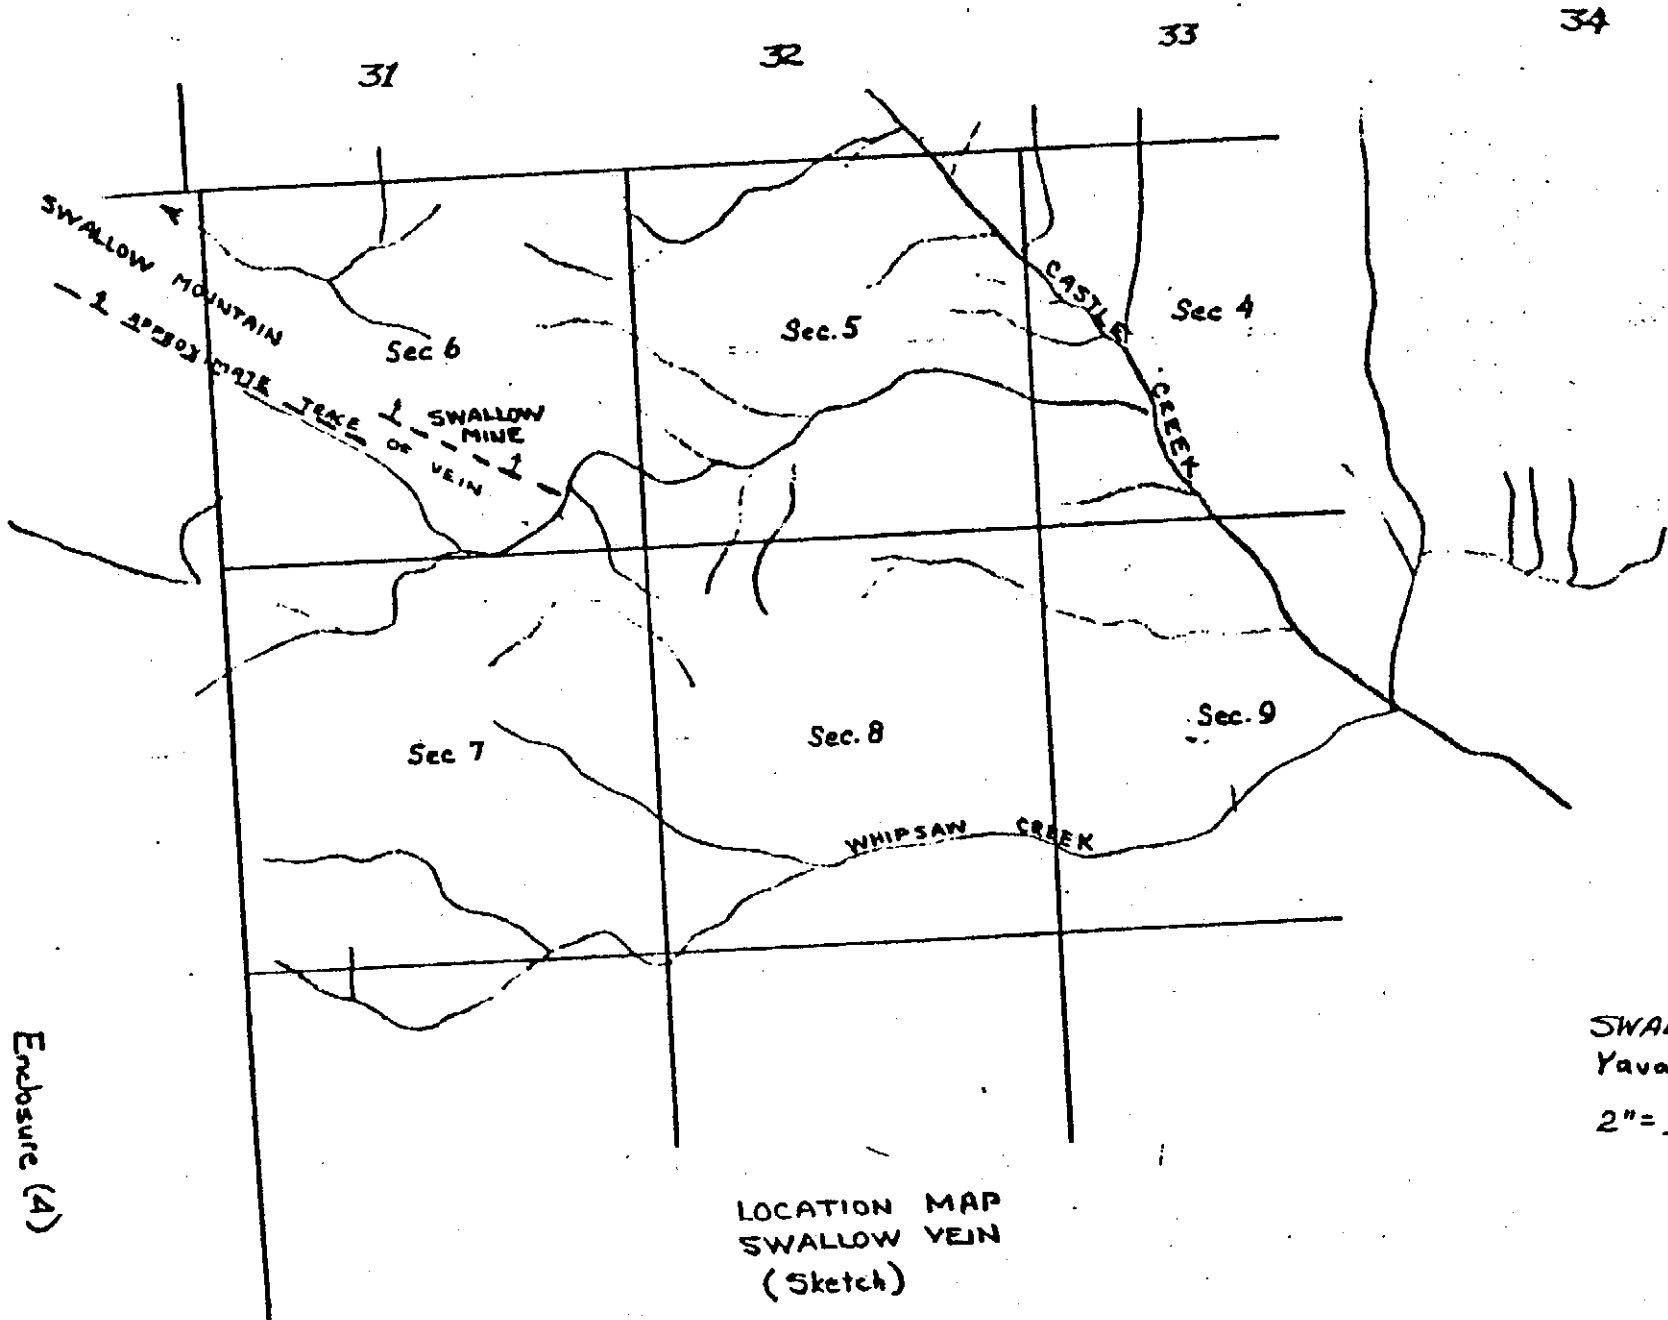 31
32
33
34
SWALLOW MOUNTAIN
APPROXIMATE TRACE OF VEIN
SWALLOW
MINE
Sec 6
Sec. 5
Sec 4
CASTLE CREEK
Sec 7
Sec. 8
Sec. 9
WHIPSAW CREEK
Enclosure (4)
LOCATION MAP
SWALLOW VEIN
(Sketch)
2"=